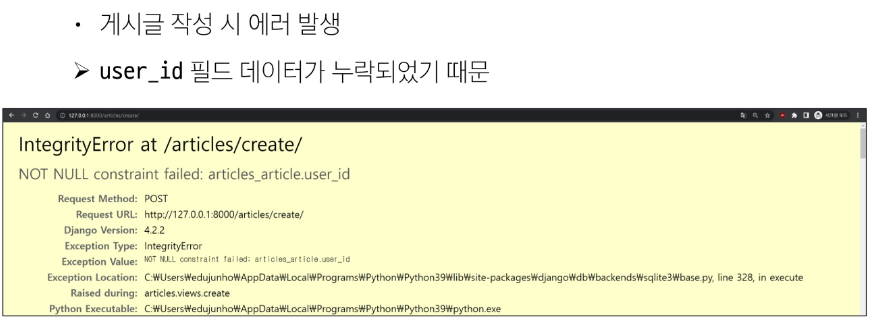 • 게시글 작성 시 에러 발생
➤ user_id 필드 데이터가 누락되었기 때문
127.0.0.1:8000/articles/create/
IntegrityError at /articles/create/
NOT NULL constraint failed: articles_article.user_id
Request Method: POST
Request URL: http://127.0.0.1:8000/articles/create/
Django Version: 4.2.2
Exception Type: IntegrityError
Exception Value: NOT NULL constraint failed: articles_article.user_id
Exception Location: C:₩Users₩edujunho₩AppData₩Local₩Programs₩Python₩Python39₩lib₩site-packages₩django₩db₩backends₩sqlite3₩base.py, line 328, in execute
Raised during: articles.views.create
Python Executable: C:₩Users₩edujunho₩AppData₩Local₩Programs₩Python₩Python39₩python.exe